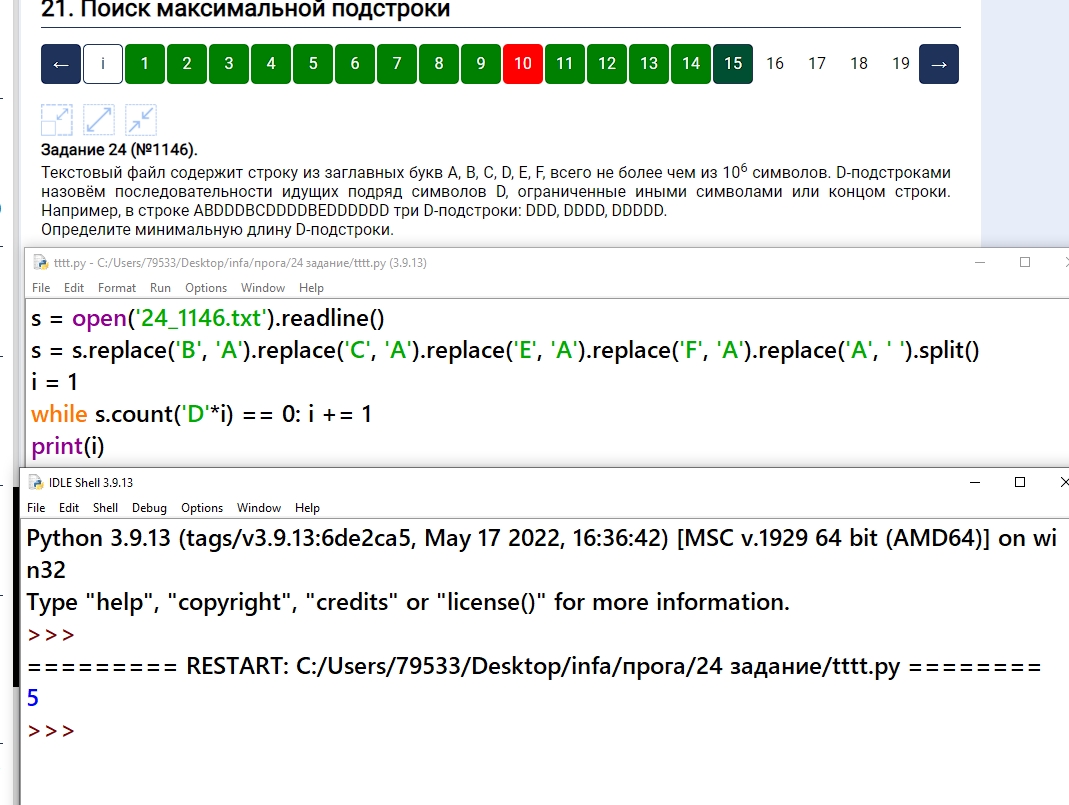 21. Поиск максимальной подстроки
← i 1 2 3 4 5 6 7 8 9 10 11 12 13 14 15 16 17 18 19 →
Задание 24 (№1146).
Текстовый файл содержит строку из заглавных букв A, B, C, D, E, F, всего не более чем из 10⁶ символов. D-подстроками
назовём последовательности идущих подряд символов D, ограниченные иными символами или концом строки.
Например, в строке ABDDDBCDDDDBEDDDDDD три D-подстроки: DDD, DDDD, DDDDD.
Определите минимальную длину D-подстроки.
tttt.py - C:/Users/79533/Desktop/infa/прога/24 задание/tttt.py (3.9.13)
File Edit Format Run Options Window Help
s = open('24_1146.txt').readline()
s = s.replace('B', 'A').replace('C', 'A').replace('E', 'A').replace('F', 'A').replace('A', ' ').split()
i = 1
while s.count('D'*i) == 0: i += 1
print(i)
IDLE Shell 3.9.13
File Edit Shell Debug Options Window Help
Python 3.9.13 (tags/v3.9.13:6de2ca5, May 17 2022, 16:36:42) [MSC v.1929 64 bit (AMD64)] on wi
n32
Type "help", "copyright", "credits" or "license()" for more information.
>>>
========= RESTART: C:/Users/79533/Desktop/infa/прога/24 задание/tttt.py ========
5
>>>